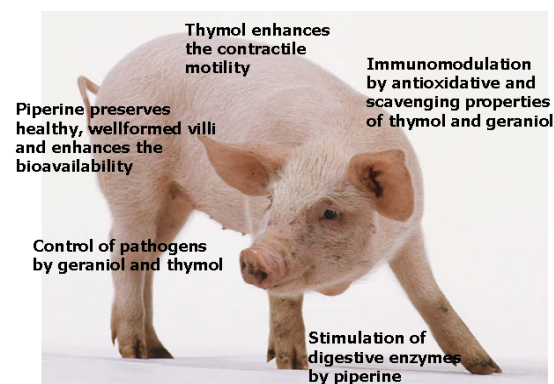 Thymol enhances
the contractile
motility
Immunomodulation
by antioxidative and
scavenging properties
of thymol and geraniol
Piperine preserves
healthy, wellformed villi
and enhances the
bioavailability
Control of pathogens
by geraniol and thymol
Stimulation of
digestive enzymes
by piperine